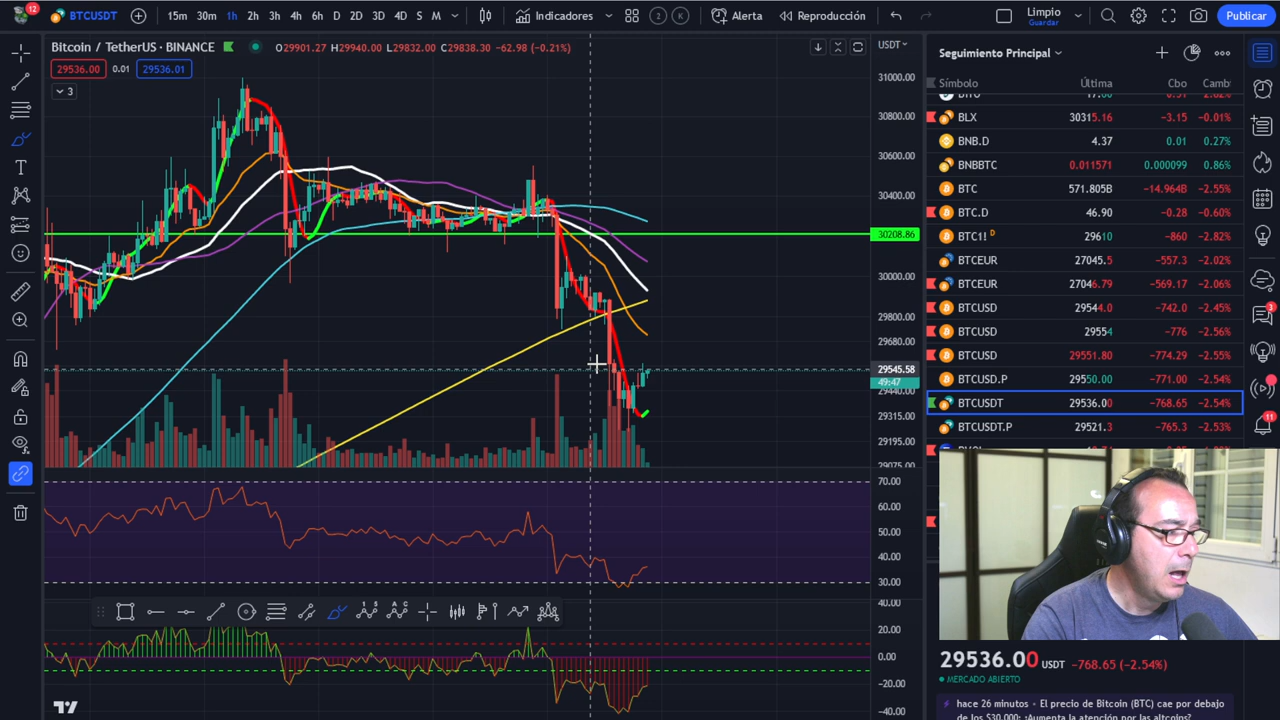 12
BTCUSDT
15m 30m 1h 2h 3h 4h 6h D 2D 3D 4D S M
Indicadores
2 K
Alerta
Reproducción
Limpio
Guardar
Publicar
Bitcoin / TetherUS · BINANCE
O29901.27 H29940.00 L29832.00 C29838.30 −62.98 (−0.21%)
29536.00 0.01 29536.01
3
USDT
31000.00
30800.00
30600.00
30400.00
30208.86
30000.00
29800.00
29680.00
29545.58
49:47
29440.00
29315.00
29195.00
29075.00
70.00
60.00
50.00
40.00
30.00
40.00
20.00
0.00
−20.00
−40.00
Seguimiento Principal
Símbolo Última Cbo Camb
BLX 30315.16 −3.15 −0.01%
BNB.D 4.37 0.01 0.27%
BNBBTC 0.011571 0.000099 0.86%
BTC 571.805B −14.964B −2.55%
BTC.D 46.90 −0.28 −0.60%
BTC1! D 29610 −860 −2.82%
BTCEUR 27045.5 −557.3 −2.02%
BTCEUR 27046.79 −569.17 −2.06%
BTCUSD 29544.0 −742.0 −2.45%
BTCUSD 29554 −776 −2.56%
BTCUSD 29551.80 −774.29 −2.55%
BTCUSD.P 29550.00 −771.00 −2.54%
BTCUSDT 29536.00 −768.65 −2.54%
BTCUSDT.P 29521.3 −765.3 −2.53%
3
11
29536.00 USDT −768.65 (−2.54%)
MERCADO ABIERTO
hace 26 minutos · El precio de Bitcoin (BTC) cae por debajo
de los $30.000: ¿Aumenta la atención por las altcoins?